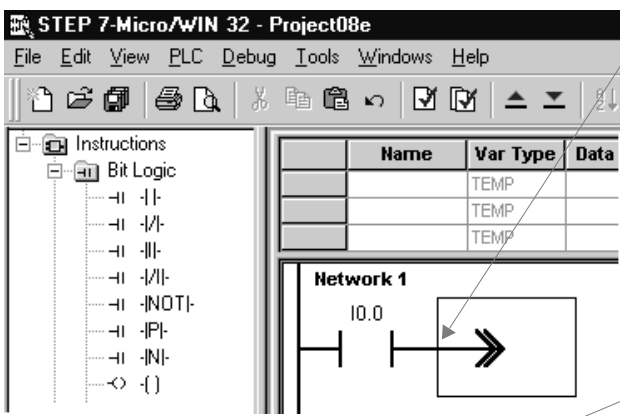 STEP 7-Micro/WIN 32 - Project08e
File Edit View PLC Debug Tools Windows Help
Instructions
Bit Logic
-| |-
-|/|-
-|I|-
-|/I|-
-|NOT|-
-|P|-
-|N|-
-( )
Name Var Type Data
TEMP
TEMP
TEMP
Network 1
I0.0